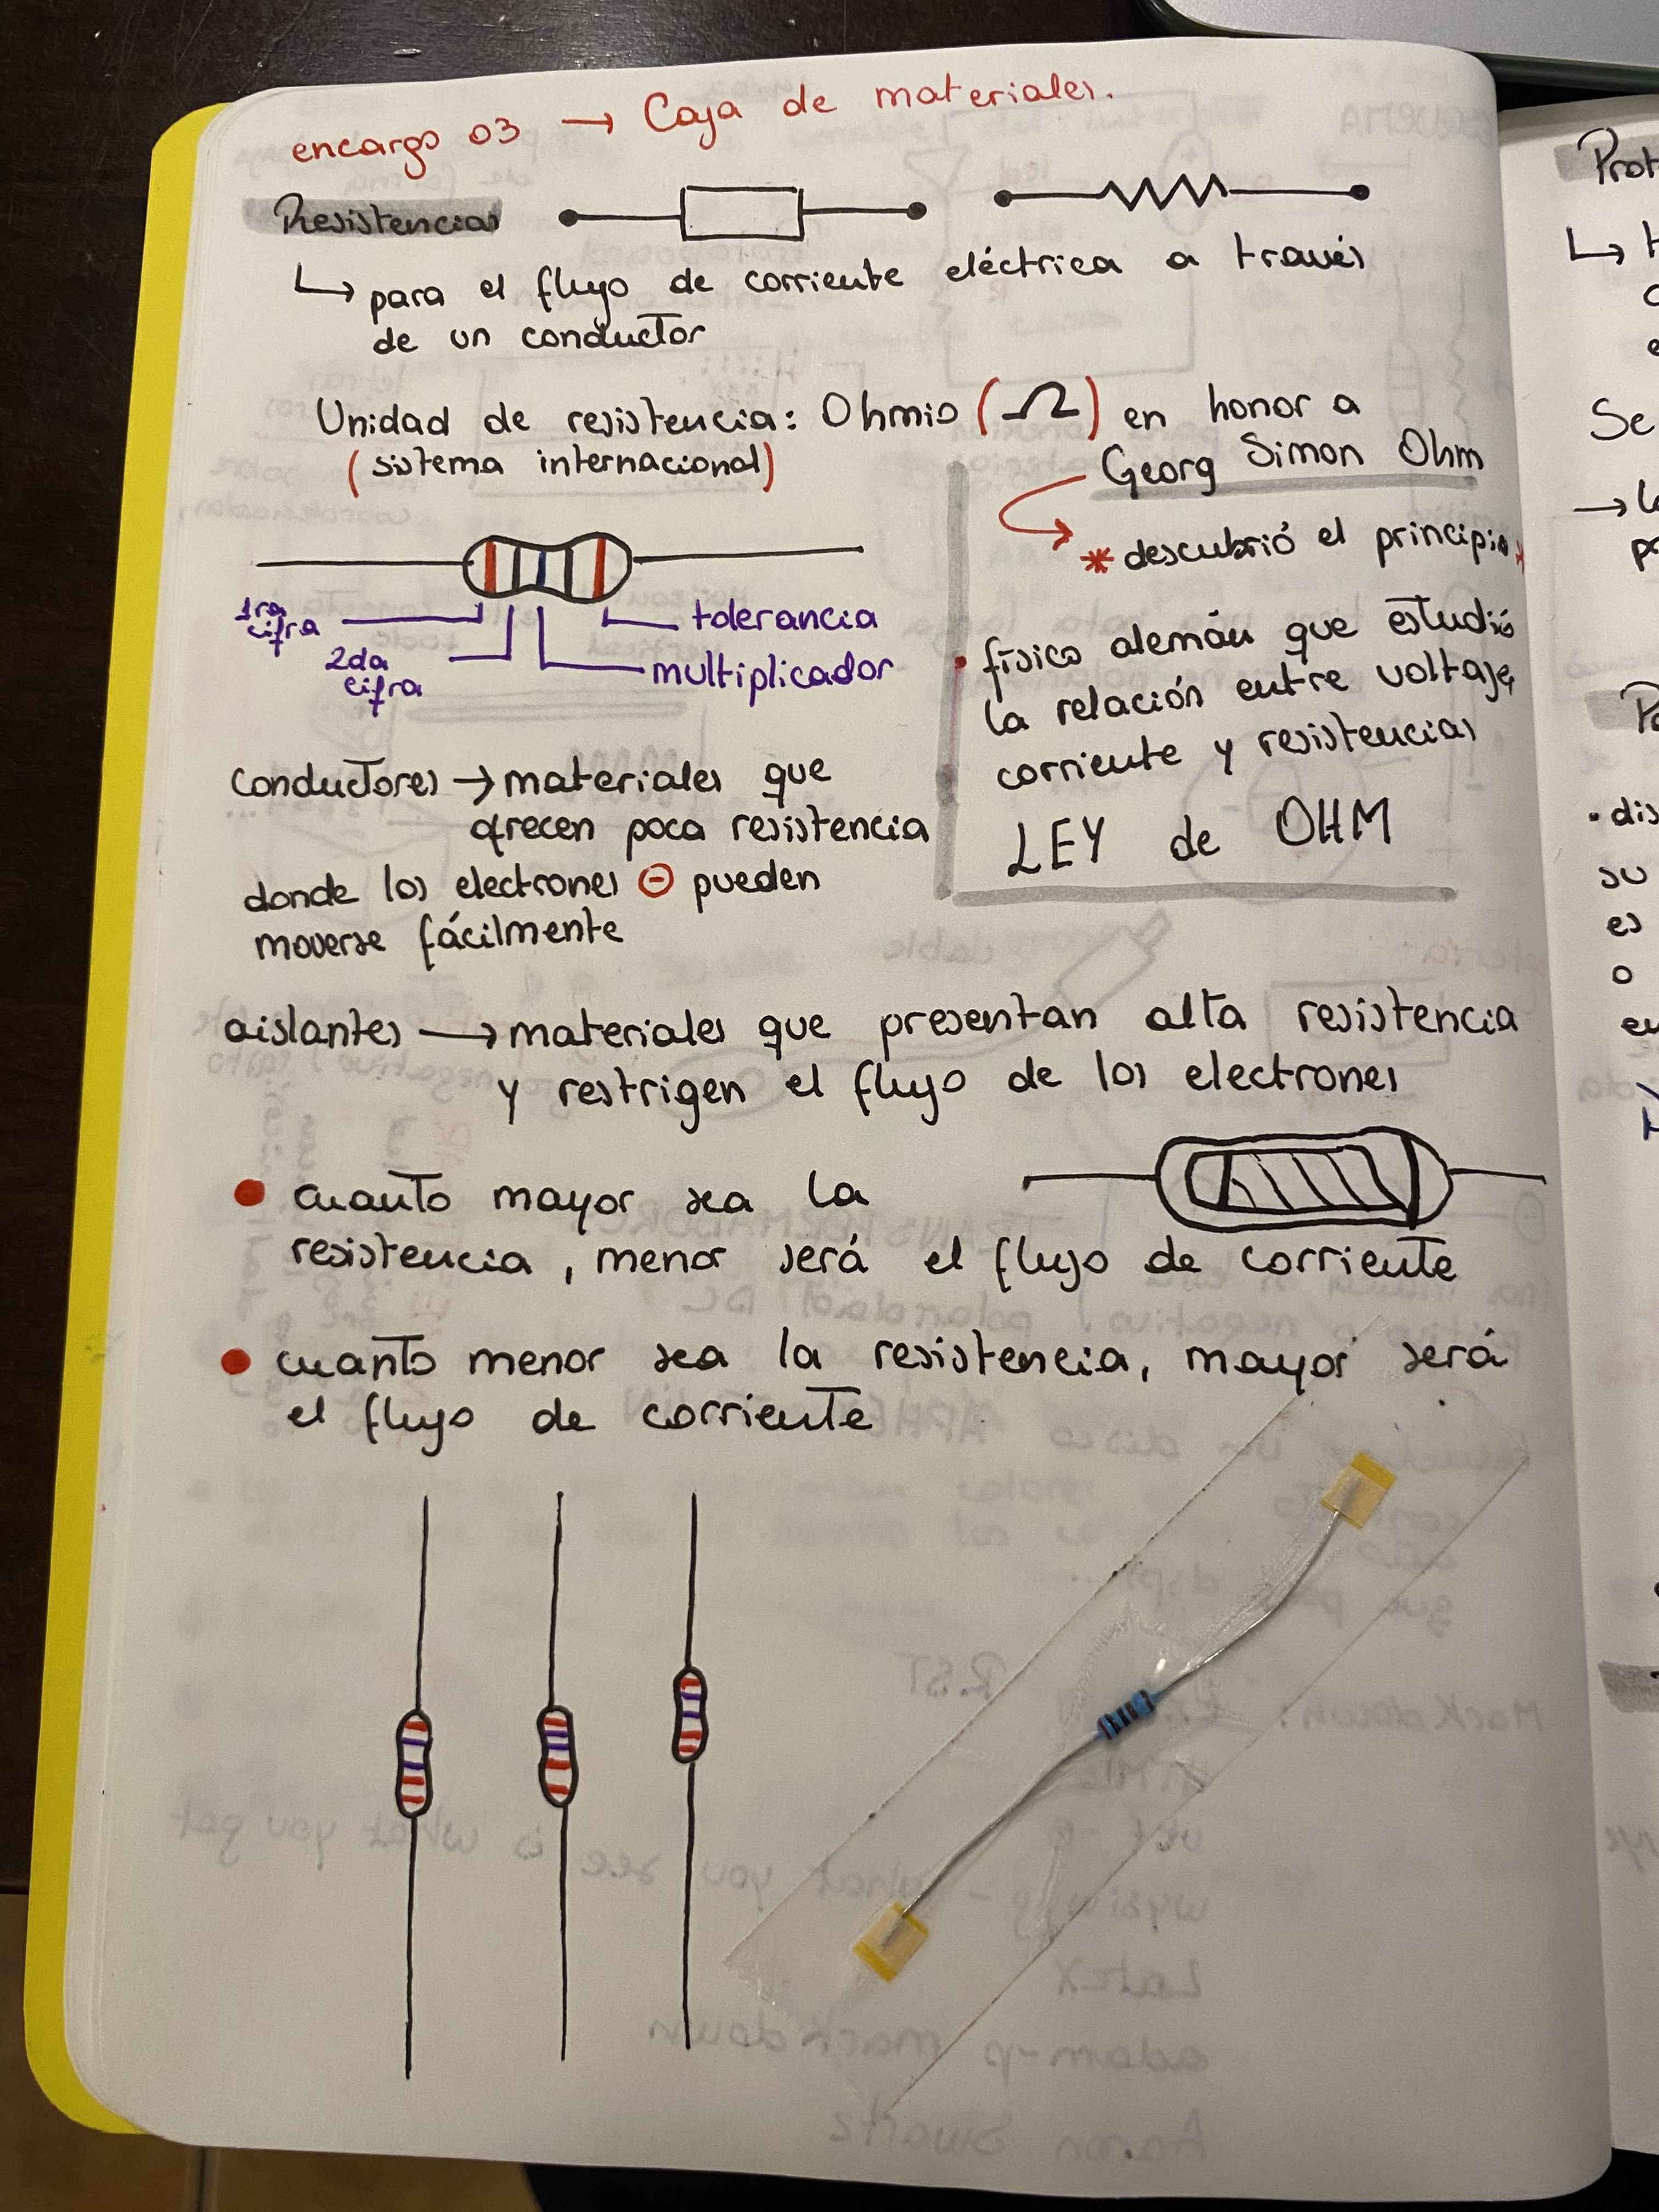 encargo 03 → Caja de materiales.
Resistencias
↳ para el flujo de corriente eléctrica a través
de un conductor
Unidad de resistencia: Ohmio (Ω) en honor a
(sistema internacional)
Georg Simon Ohm
* descubrió el principio *
• físico alemán que estudió
la relación entre voltaje,
corriente y resistencias
LEY de OHM
1ra
cifra
2da
cifra
tolerancia
multiplicador
conductores → materiales que
ofrecen poca resistencia
donde los electrones ⊖ pueden
moverse fácilmente
aislantes → materiales que presentan alta resistencia
y restrigen el flujo de los electrones
• cuanto mayor sea la
resistencia, menor será el flujo de corriente
• cuanto menor sea la resistencia, mayor será
el flujo de corriente
Se
• dis
su
es
o